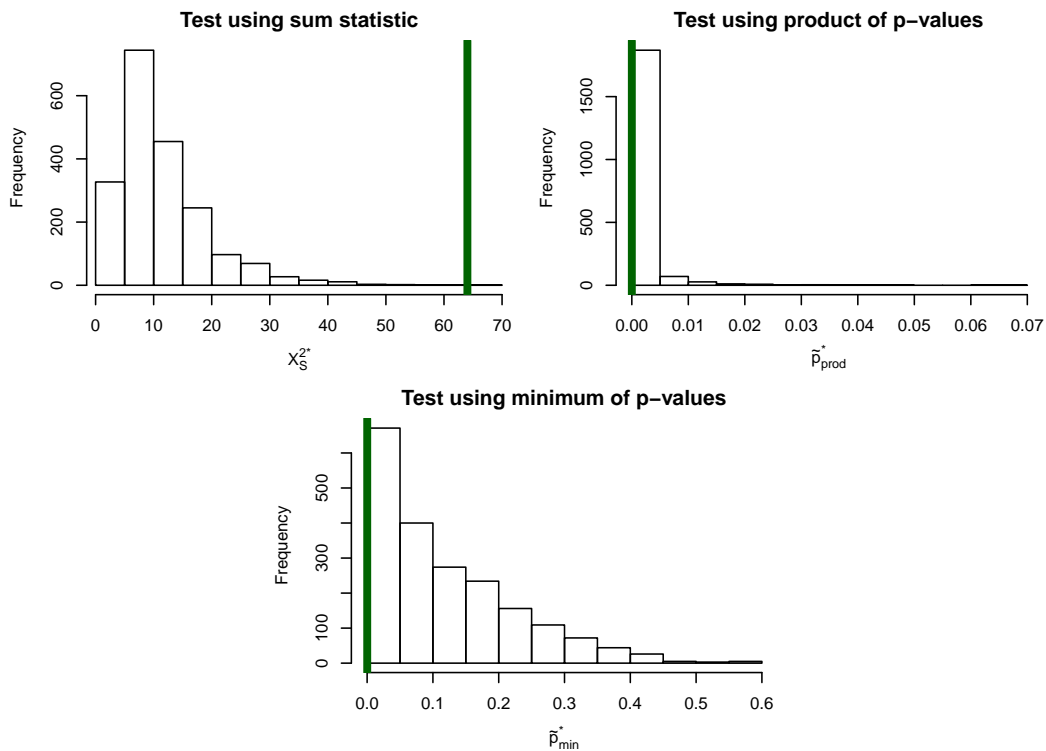 Test using sum statistic
Frequency
0 200 400 600
0 10 20 30 40 50 60 70
X_S^{2*}
Test using product of p−values
Frequency
0 500 1500
0.00 0.01 0.02 0.03 0.04 0.05 0.06 0.07
p̃*_prod
Test using minimum of p−values
Frequency
0 100 300 500
0.0 0.1 0.2 0.3 0.4 0.5 0.6
p̃*_min